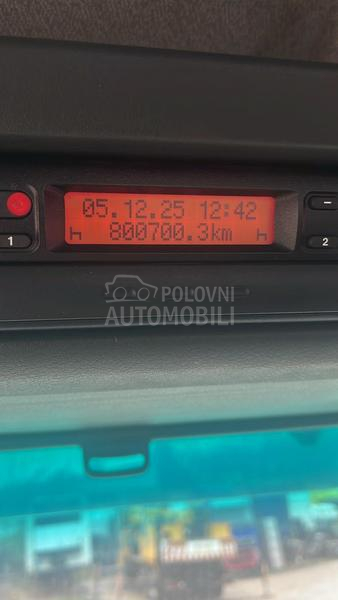 05.12.25 12:42
800700.3km
1
2
POLOVNI
AUTOMOBILI